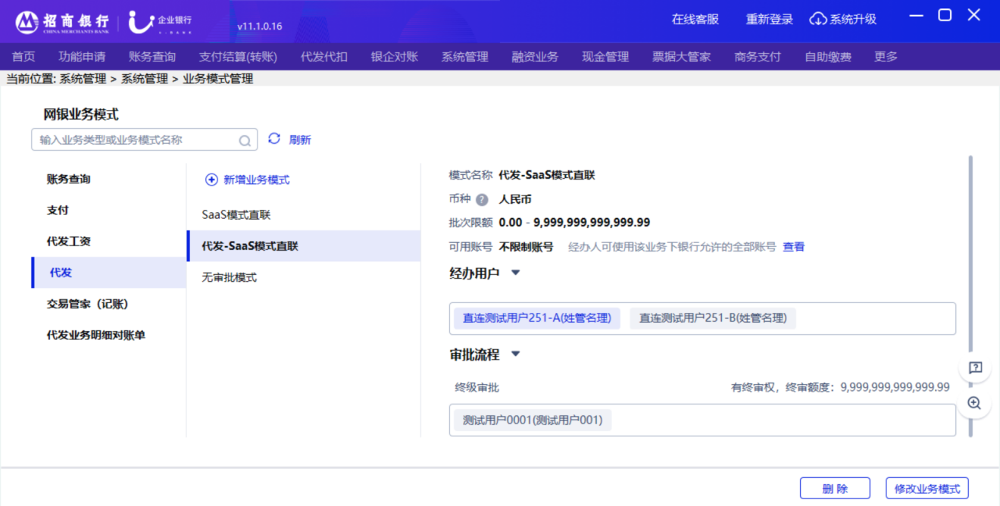 招商银行 企业银行 v11.1.0.16 在线客服 重新登录 系统升级
CHINA MERCHANTS BANK U-BANK
首页 功能申请 账务查询 支付结算(转账) 代发代扣 银企对账 系统管理 融资业务 现金管理 票据大管家 商务支付 自助缴费 更多
当前位置: 系统管理 > 系统管理 > 业务模式管理
网银业务模式
输入业务类型或业务模式名称 刷新
账务查询
支付
代发工资
代发
交易管家（记账）
代发业务明细对账单
新增业务模式
SaaS模式直联
代发-SaaS模式直联
无审批模式
模式名称 代发-SaaS模式直联
币种 ? 人民币
批次限额 0.00 - 9,999,999,999,999.99
可用账号 不限制账号 经办人可使用该业务下银行允许的全部账号 查看
经办用户
直连测试用户251-A(姓管名理) 直连测试用户251-B(姓管名理)
审批流程
终级审批 有终审权，终审额度：9,999,999,999,999.99
测试用户0001(测试用户001)
删 除 修改业务模式